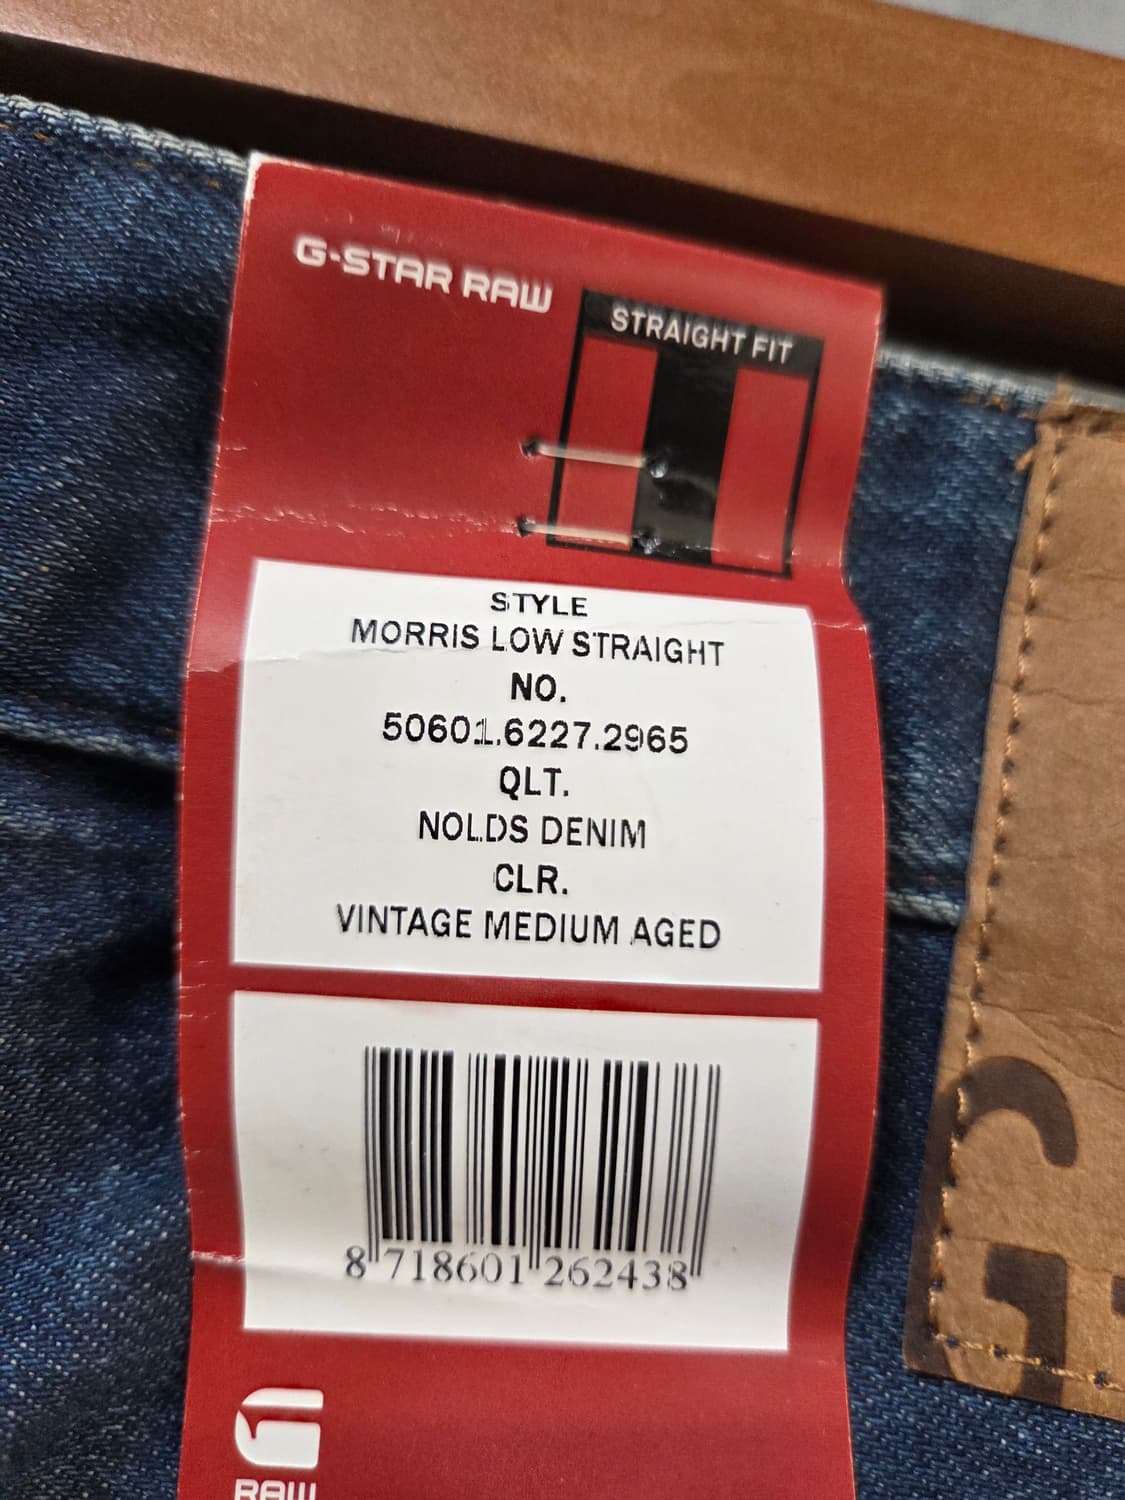 G-STAR RAW
STRAIGHT FIT
STYLE
MORRIS LOW STRAIGHT
NO.
50601.6227.2965
QLT.
NOLDS DENIM
CLR.
VINTAGE MEDIUM AGED
8 718601 262438
RAW